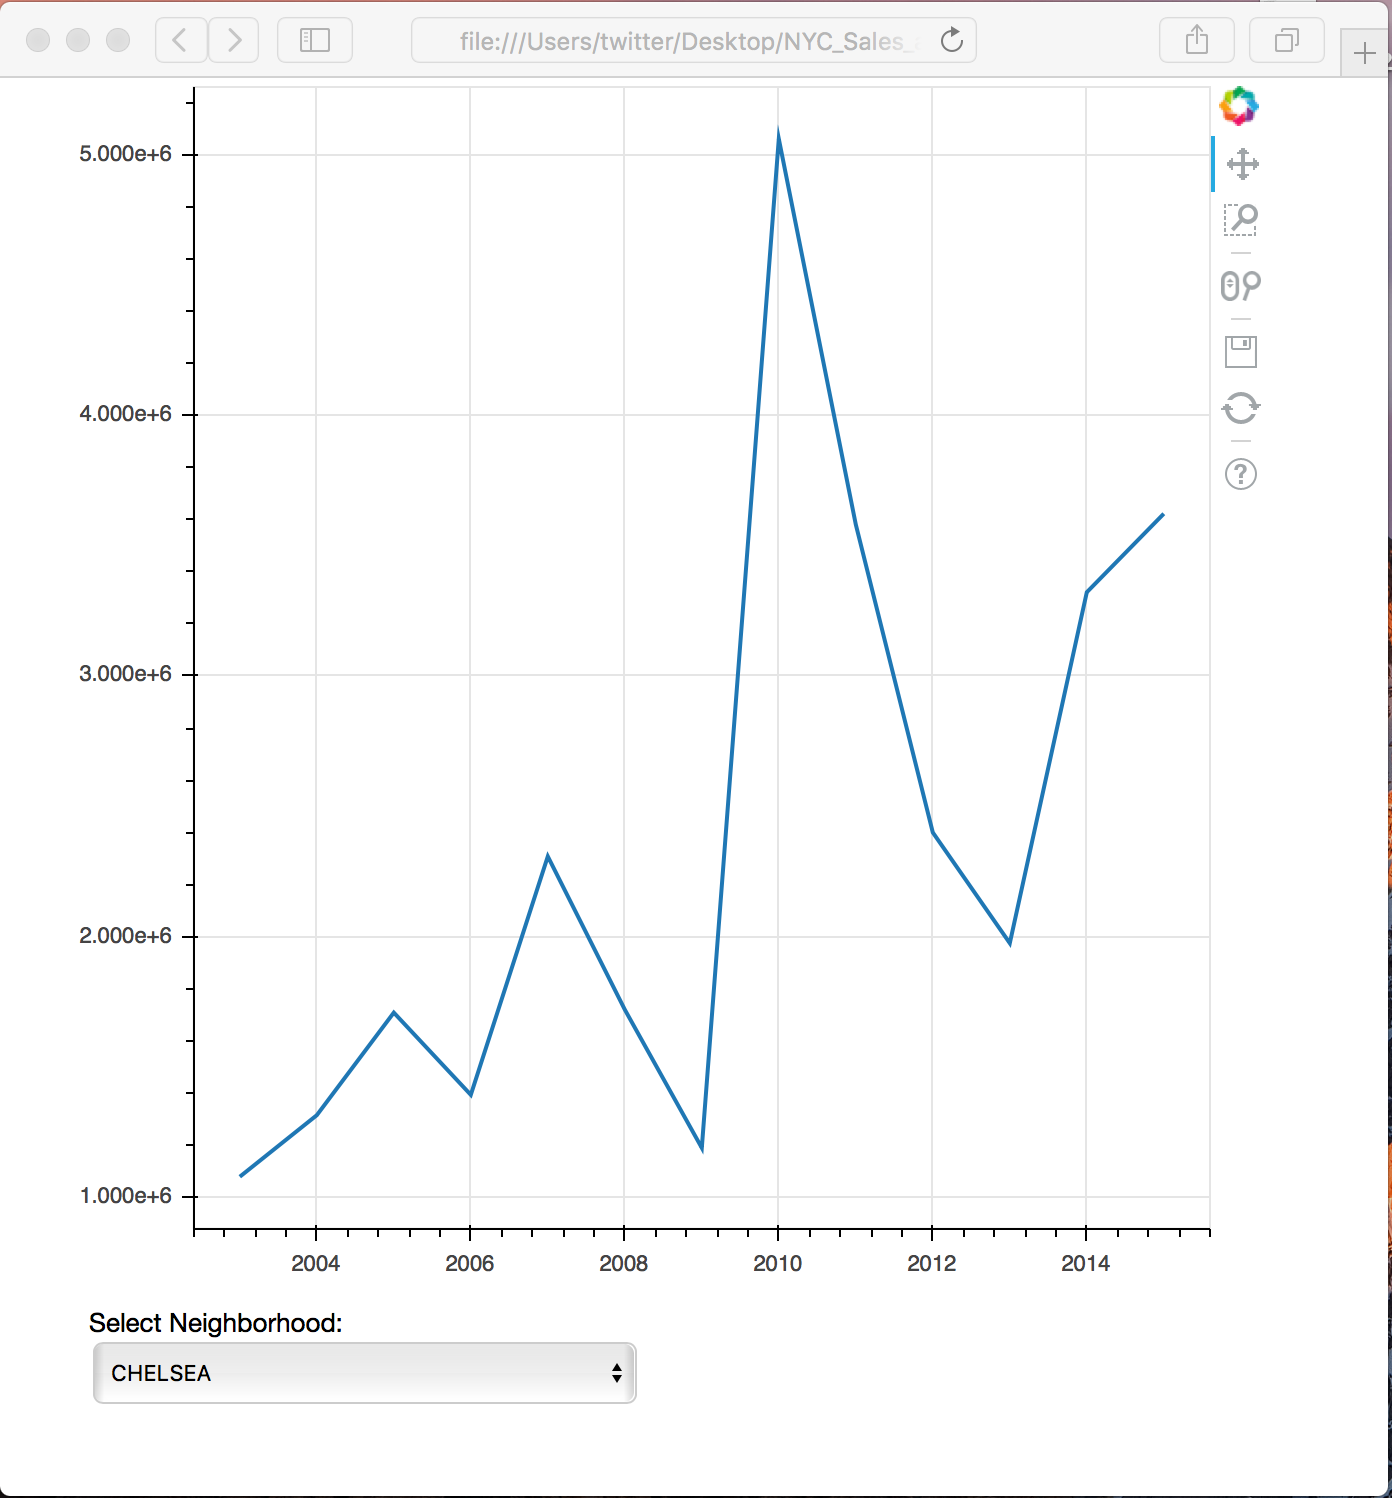 file:///Users/twitter/Desktop/NYC_Sales_
5.000e+6
4.000e+6
3.000e+6
2.000e+6
1.000e+6
2004 2006 2008 2010 2012 2014
Select Neighborhood:
CHELSEA